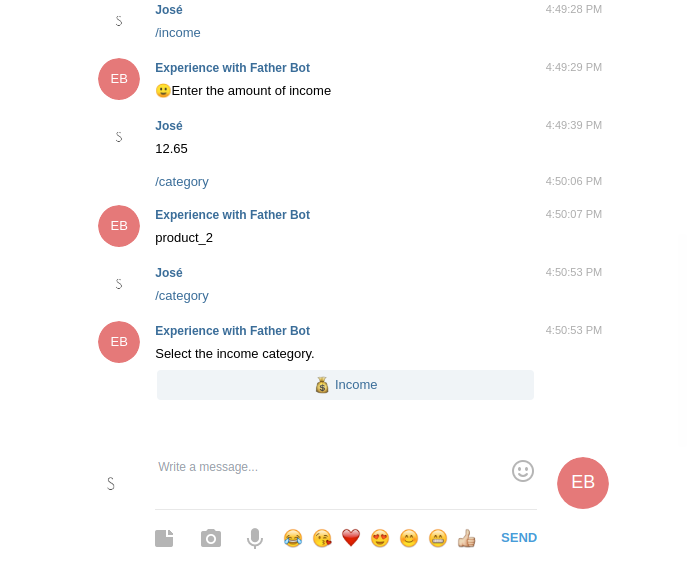 S
José 4:49:28 PM
/income
EB
Experience with Father Bot 4:49:29 PM
🙂Enter the amount of income
S
José 4:49:39 PM
12.65
/category 4:50:06 PM
EB
Experience with Father Bot 4:50:07 PM
product_2
S
José 4:50:53 PM
/category
EB
Experience with Father Bot 4:50:53 PM
Select the income category.
💰 Income
Write a message...
S
EB
SEND